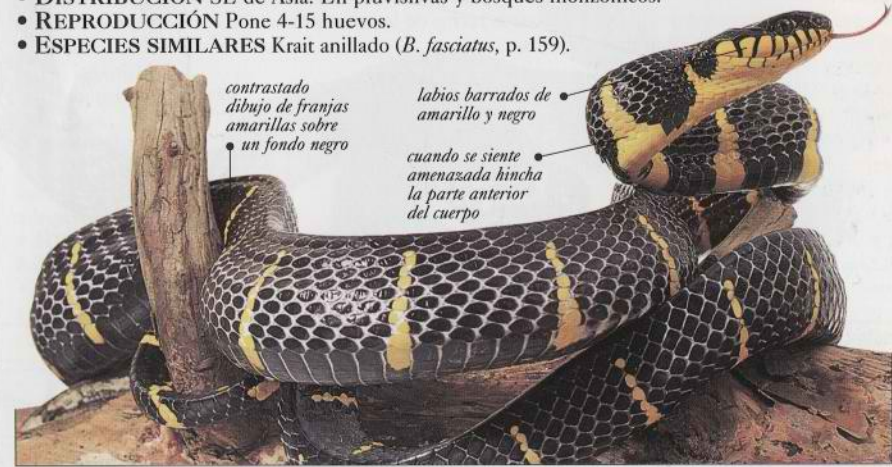 • DISTRIBUCIÓN SE de Asia. En pluvisilvas y bosques monzónicos.
• REPRODUCCIÓN Pone 4-15 huevos.
• ESPECIES SIMILARES Krait anillado (B. fasciatus, p. 159).
contrastado
dibujo de franjas
amarillas sobre
un fondo negro
labios barrados de
amarillo y negro
cuando se siente
amenazada hincha
la parte anterior
del cuerpo